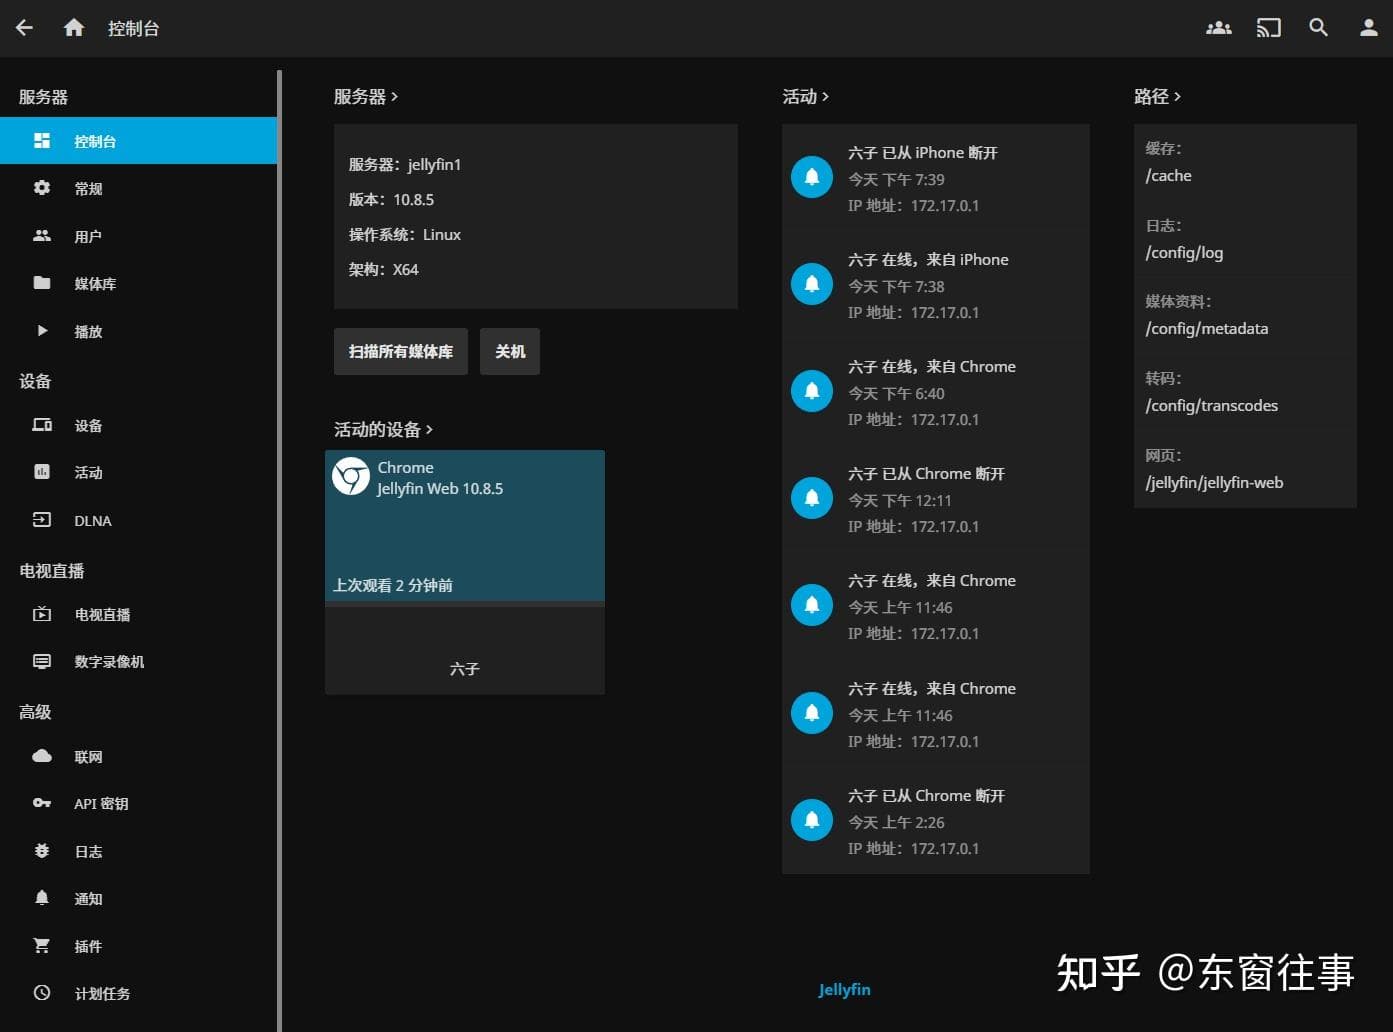 控制台
服务器
控制台
常规
用户
媒体库
播放
设备
设备
活动
DLNA
电视直播
电视直播
数字录像机
高级
联网
API 密钥
日志
通知
插件
计划任务
服务器
服务器：jellyfin1
版本：10.8.5
操作系统：Linux
架构：X64
扫描所有媒体库
关机
活动的设备
Chrome
Jellyfin Web 10.8.5
上次观看 2 分钟前
六子
活动
六子 已从 iPhone 断开
今天 下午 7:39
IP 地址：172.17.0.1
六子 在线，来自 iPhone
今天 下午 7:38
IP 地址：172.17.0.1
六子 在线，来自 Chrome
今天 下午 6:40
IP 地址：172.17.0.1
六子 已从 Chrome 断开
今天 下午 12:11
IP 地址：172.17.0.1
六子 在线，来自 Chrome
今天 上午 11:46
IP 地址：172.17.0.1
六子 在线，来自 Chrome
今天 上午 11:46
IP 地址：172.17.0.1
六子 已从 Chrome 断开
今天 上午 2:26
IP 地址：172.17.0.1
路径
缓存：
/cache
日志：
/config/log
媒体资料：
/config/metadata
转码：
/config/transcodes
网页：
/jellyfin/jellyfin-web
Jellyfin
知乎 @东窗往事